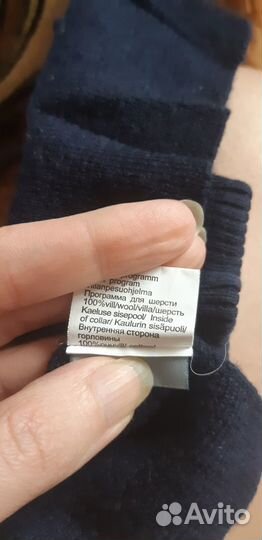 programm
program
villanpesuohjelma
Программа для шерсти
100%vill/wool/villa/шерсть
Kaeluse sisepool/ Inside
of collar/ Kaulurin sisäpuoli/
Внутренняя сторона
горловины
Avito